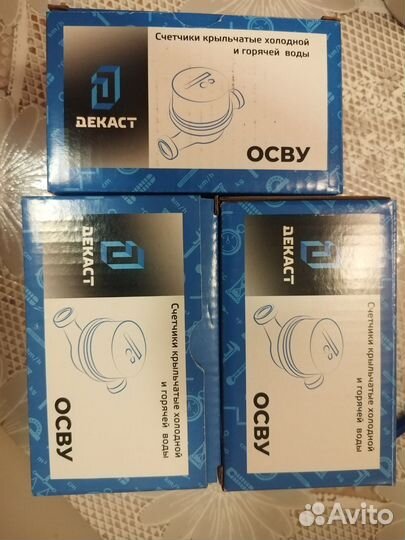 ДЕКАСТ
Счетчики крыльчатые холодной
и горячей воды
ОСВУ
ДЕКАСТ
Счетчики крыльчатые холодной
и горячей воды
ОСВУ
ДЕКАСТ
Счетчики крыльчатые холодной
и горячей воды
ОСВУ
Avito